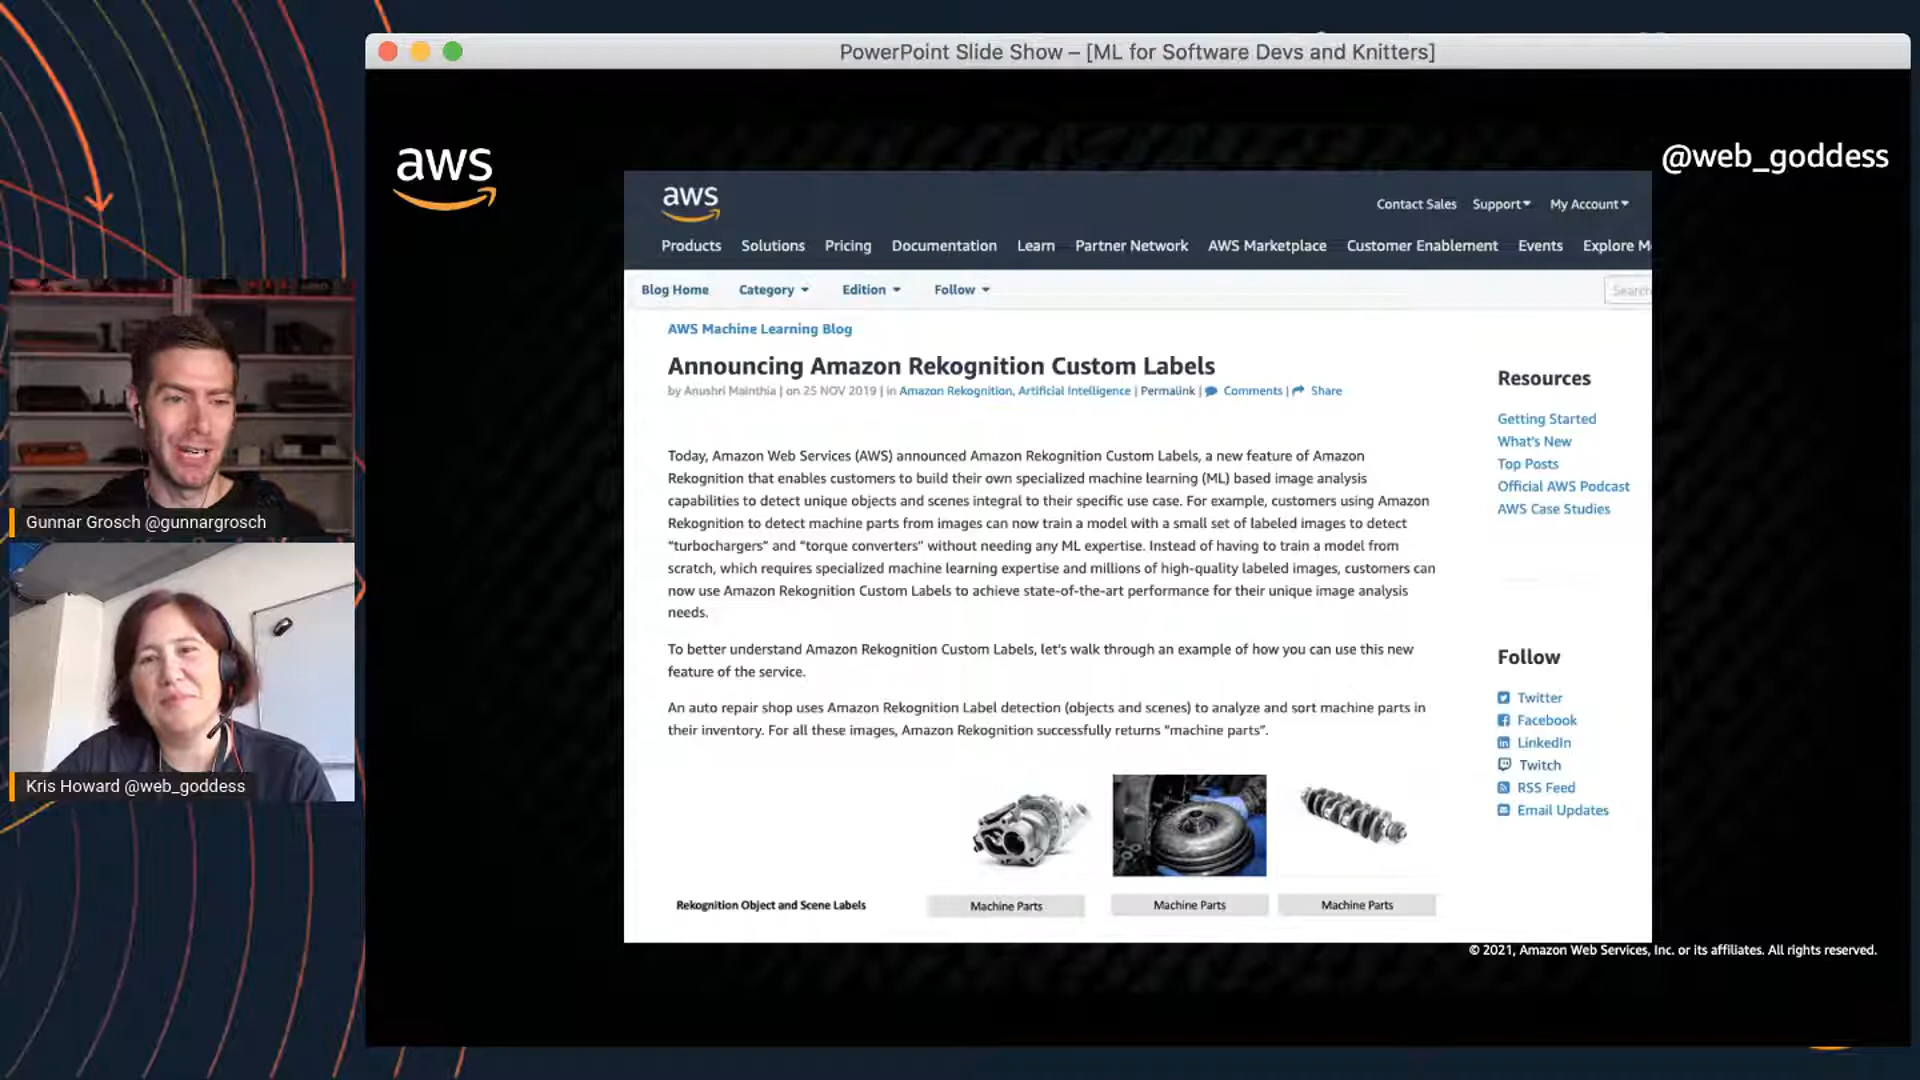 PowerPoint Slide Show – [ML for Software Devs and Knitters]
aws
@web_goddess
aws
Contact Sales Support My Account
Products Solutions Pricing Documentation Learn Partner Network AWS Marketplace Customer Enablement Events Explore M
Blog Home Category Edition Follow
Search
AWS Machine Learning Blog
Announcing Amazon Rekognition Custom Labels
by Anushri Mainthia | on 25 NOV 2019 | in Amazon Rekognition, Artificial Intelligence | Permalink | Comments | Share
Today, Amazon Web Services (AWS) announced Amazon Rekognition Custom Labels, a new feature of Amazon
Rekognition that enables customers to build their own specialized machine learning (ML) based image analysis
capabilities to detect unique objects and scenes integral to their specific use case. For example, customers using Amazon
Rekognition to detect machine parts from images can now train a model with a small set of labeled images to detect
“turbochargers” and “torque converters” without needing any ML expertise. Instead of having to train a model from
scratch, which requires specialized machine learning expertise and millions of high-quality labeled images, customers can
now use Amazon Rekognition Custom Labels to achieve state-of-the-art performance for their unique image analysis
needs.
To better understand Amazon Rekognition Custom Labels, let’s walk through an example of how you can use this new
feature of the service.
An auto repair shop uses Amazon Rekognition Label detection (objects and scenes) to analyze and sort machine parts in
their inventory. For all these images, Amazon Rekognition successfully returns “machine parts”.
Rekognition Object and Scene Labels
Machine Parts
Machine Parts
Machine Parts
Resources
Getting Started
What's New
Top Posts
Official AWS Podcast
AWS Case Studies
Follow
Twitter
Facebook
LinkedIn
Twitch
RSS Feed
Email Updates
© 2021, Amazon Web Services, Inc. or its affiliates. All rights reserved.
Gunnar Grosch @gunnargrosch
Kris Howard @web_goddess